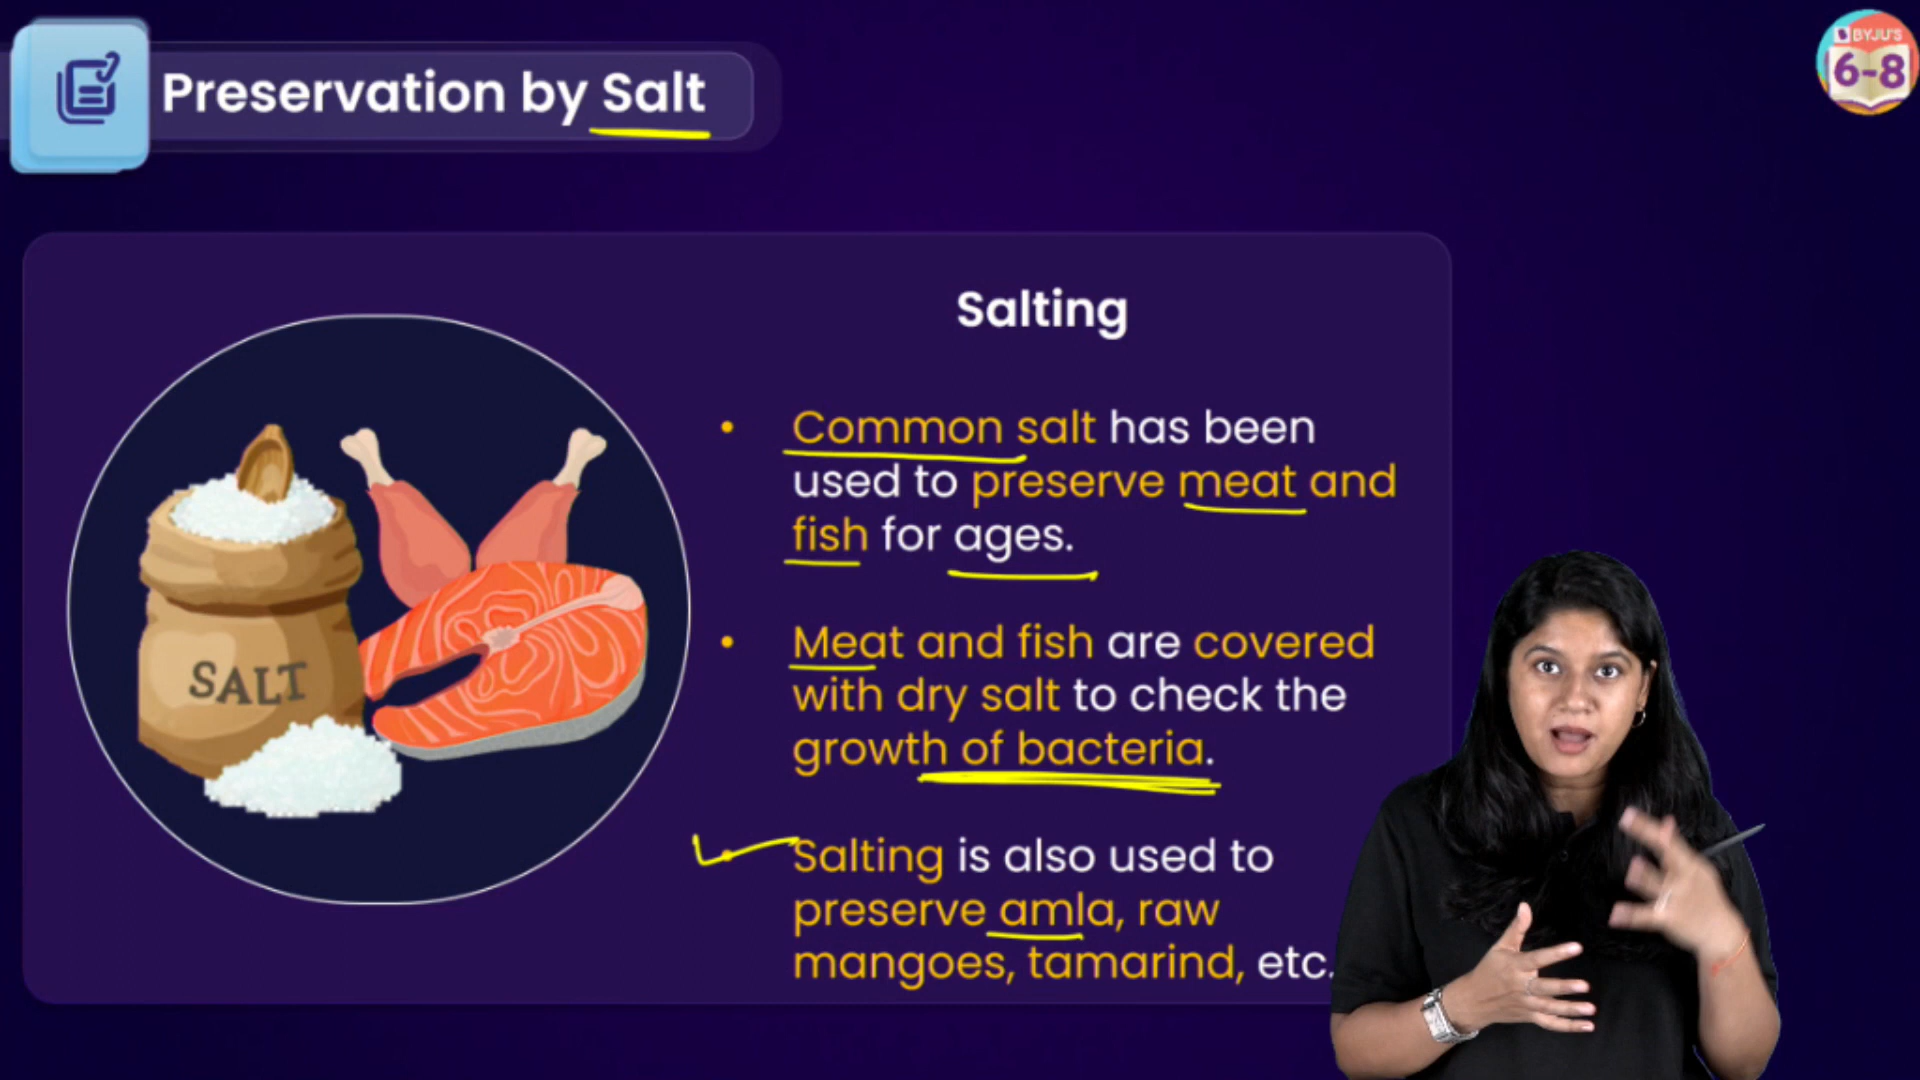 Preservation by Salt
BYJU'S
6-8
Salting
• Common salt has been
used to preserve meat and
fish for ages.
• Meat and fish are covered
with dry salt to check the
growth of bacteria.
• Salting is also used to
preserve amla, raw
mangoes, tamarind, etc.
SALT